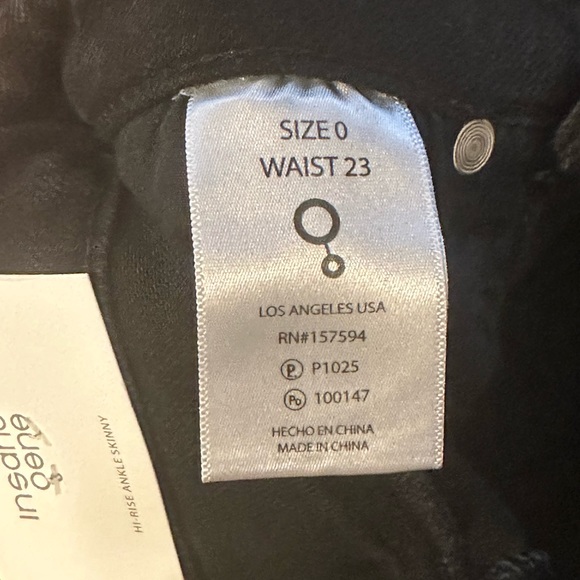 SIZE 0
WAIST 23
LOS ANGELES USA
RN#157594
P P1025
Po 100147
HECHO EN CHINA
MADE IN CHINA
insane
gene
HI-RISE ANKLE SKINNY